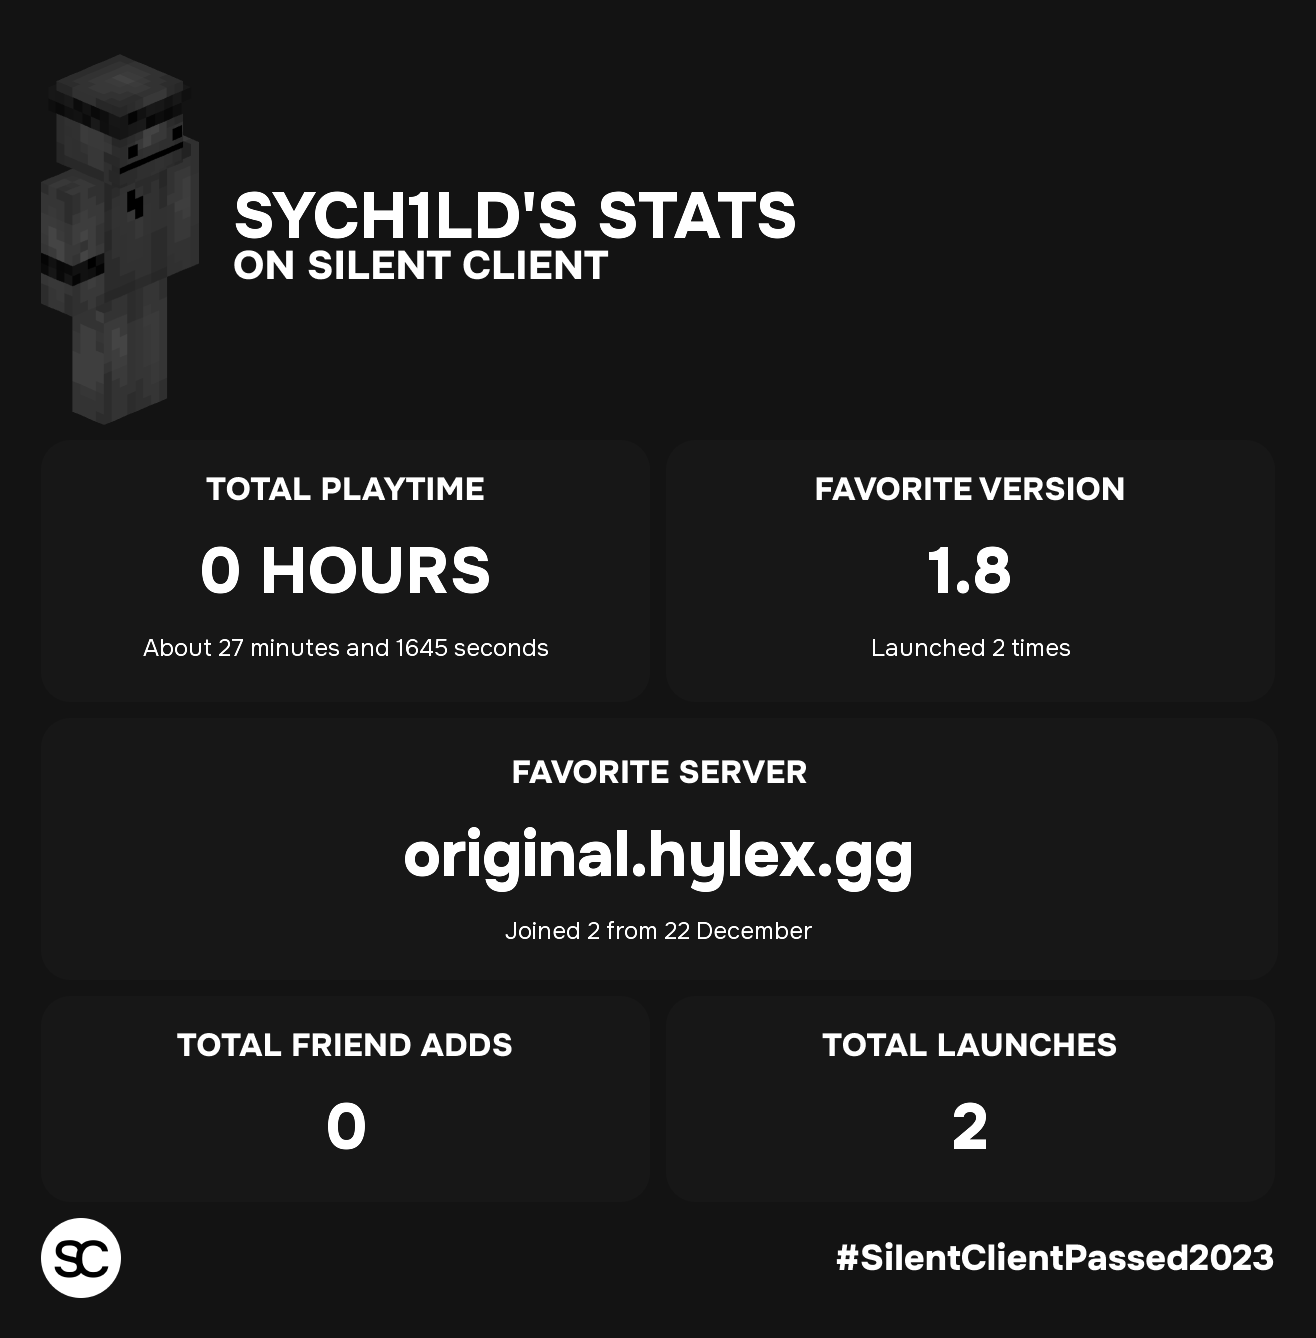 SYCH1LD'S STATS
ON SILENT CLIENT
TOTAL PLAYTIME
0 HOURS
About 27 minutes and 1645 seconds
FAVORITE VERSION
1.8
Launched 2 times
FAVORITE SERVER
original.hylex.gg
Joined 2 from 22 December
TOTAL FRIEND ADDS
0
TOTAL LAUNCHES
2
SC
#SilentClientPassed2023